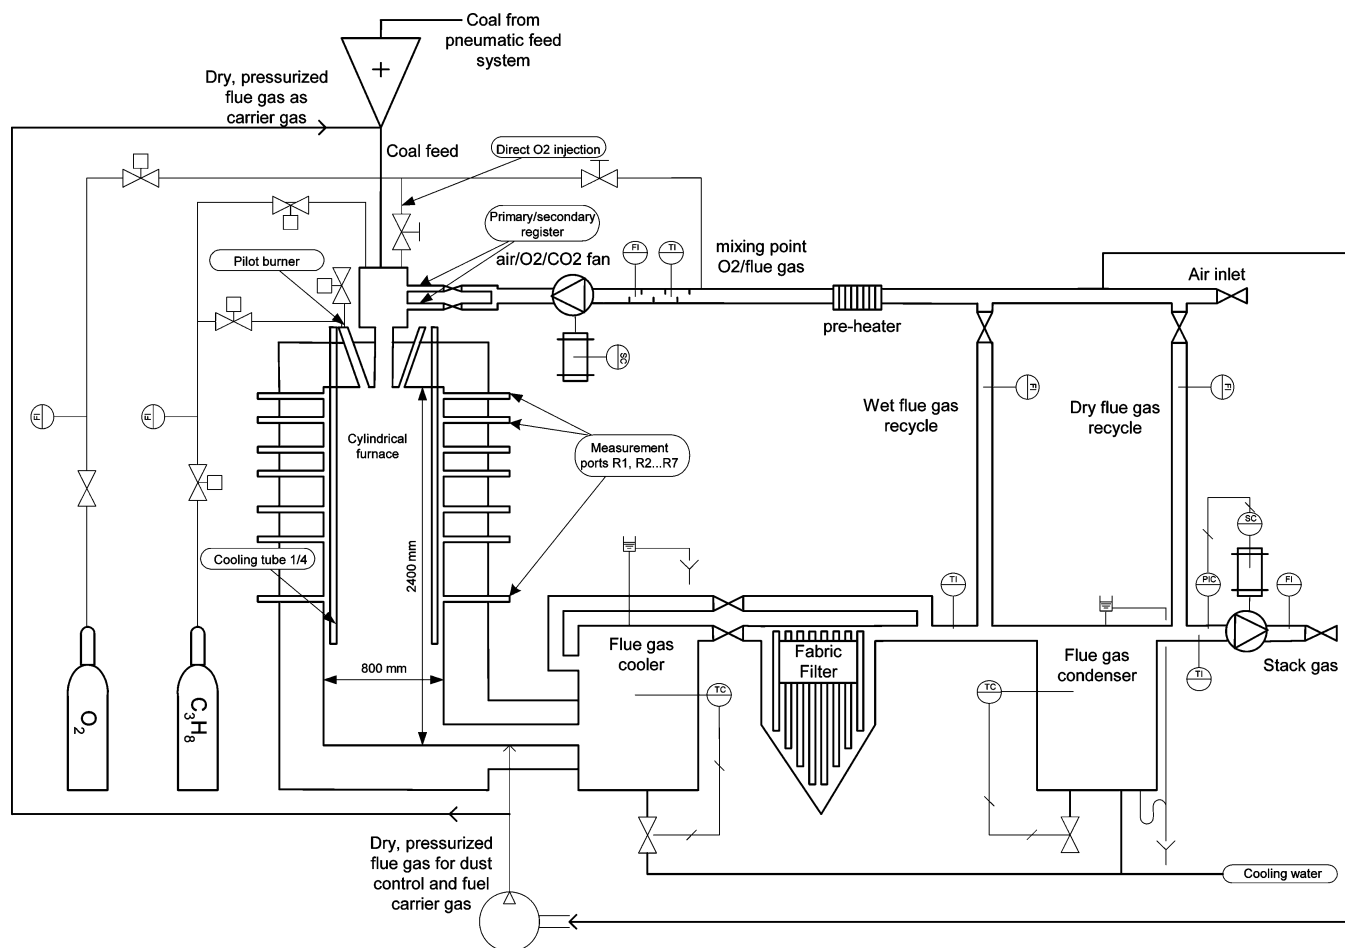 Coal from
pneumatic feed
system
Dry, pressurized
flue gas as
carrier gas
Coal feed
Direct O2 injection
Primary/secondary
register
Pilot burner
air/O2/CO2 fan
FI
TI
mixing point
O2/flue gas
Air inlet
pre-heater
SC
FI
FI
Wet flue gas
recycle
FI
Dry flue gas
recycle
FI
Cylindrical
furnace
Measurement
ports R1, R2...R7
Cooling tube 1/4
2400 mm
800 mm
SC
TI
PIC
FI
Flue gas
cooler
Fabric
Filter
Flue gas
condenser
Stack gas
TI
TC
TC
O2
C3H8
Dry, pressurized
flue gas for dust
control and fuel
carrier gas
Cooling water